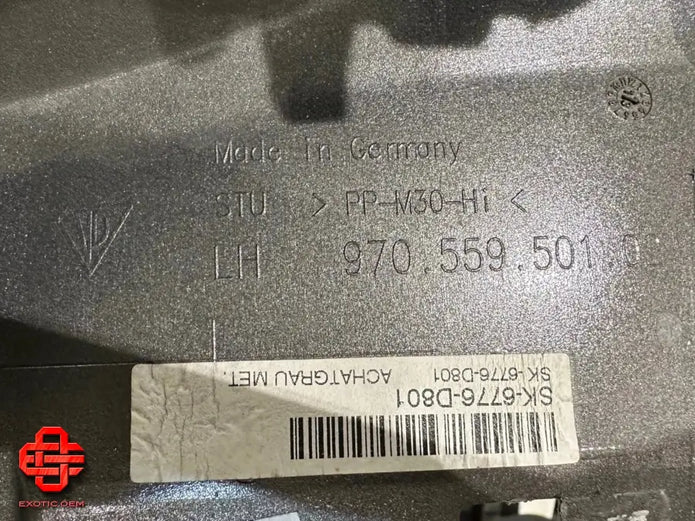 Made in Germany
STU > PP-M30-Hi <
LH 970.559.501.0
SK-6776-D801
SK-6776-D801
ACHATGRAU MET.
EXOTIC.OEM